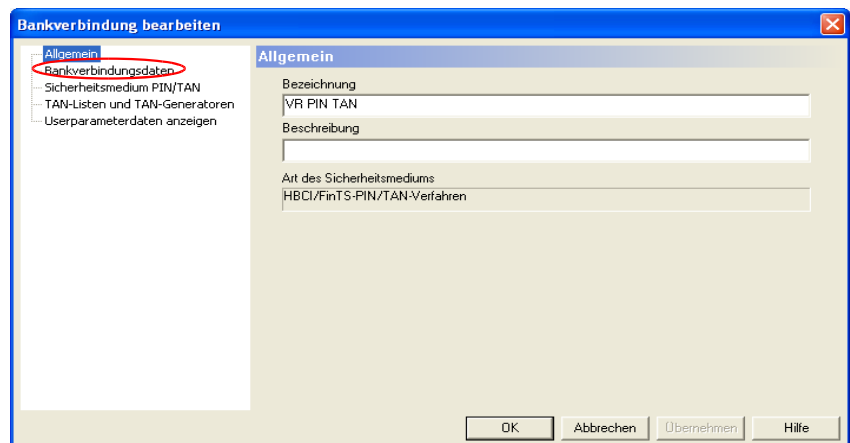 Bankverbindung bearbeiten
Allgemein
Bankverbindungsdaten
Sicherheitsmedium PIN/TAN
TAN-Listen und TAN-Generatoren
Userparameterdaten anzeigen
Allgemein
Bezeichnung
VR PIN TAN
Beschreibung
Art des Sicherheitsmediums
HBCI/FinTS-PIN/TAN-Verfahren
OK
Abbrechen
Übernehmen
Hilfe